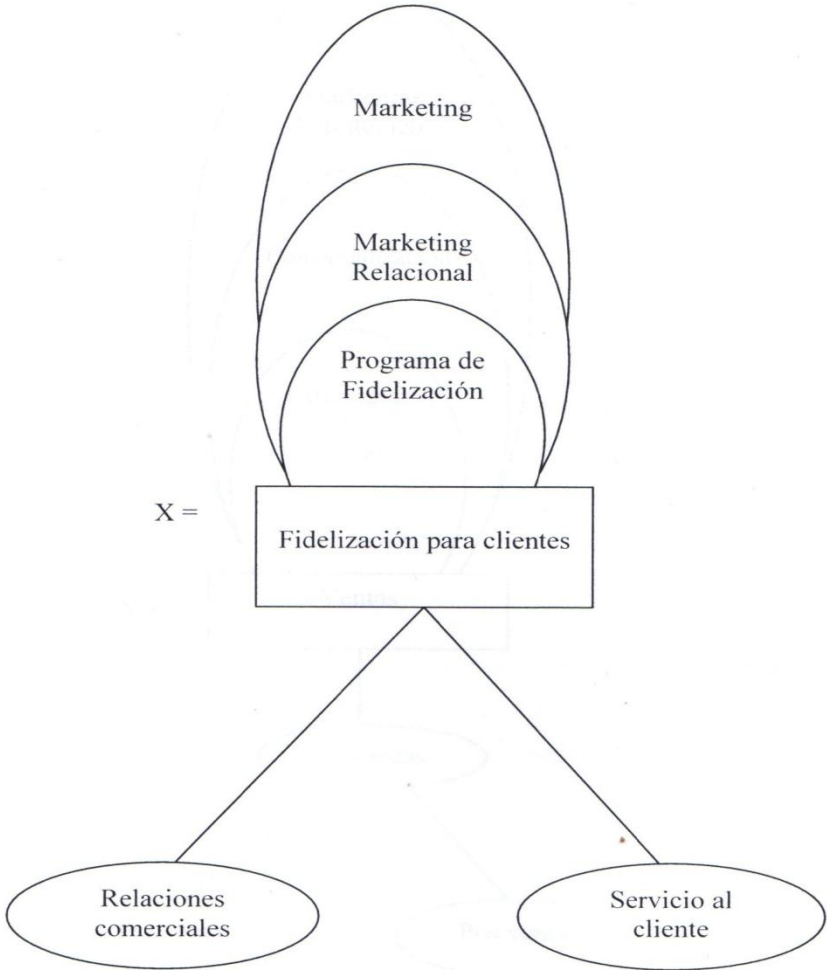 Marketing
Marketing
Relacional
Programa de
Fidelización
X =
Fidelización para clientes
Relaciones
comerciales
Servicio al
cliente